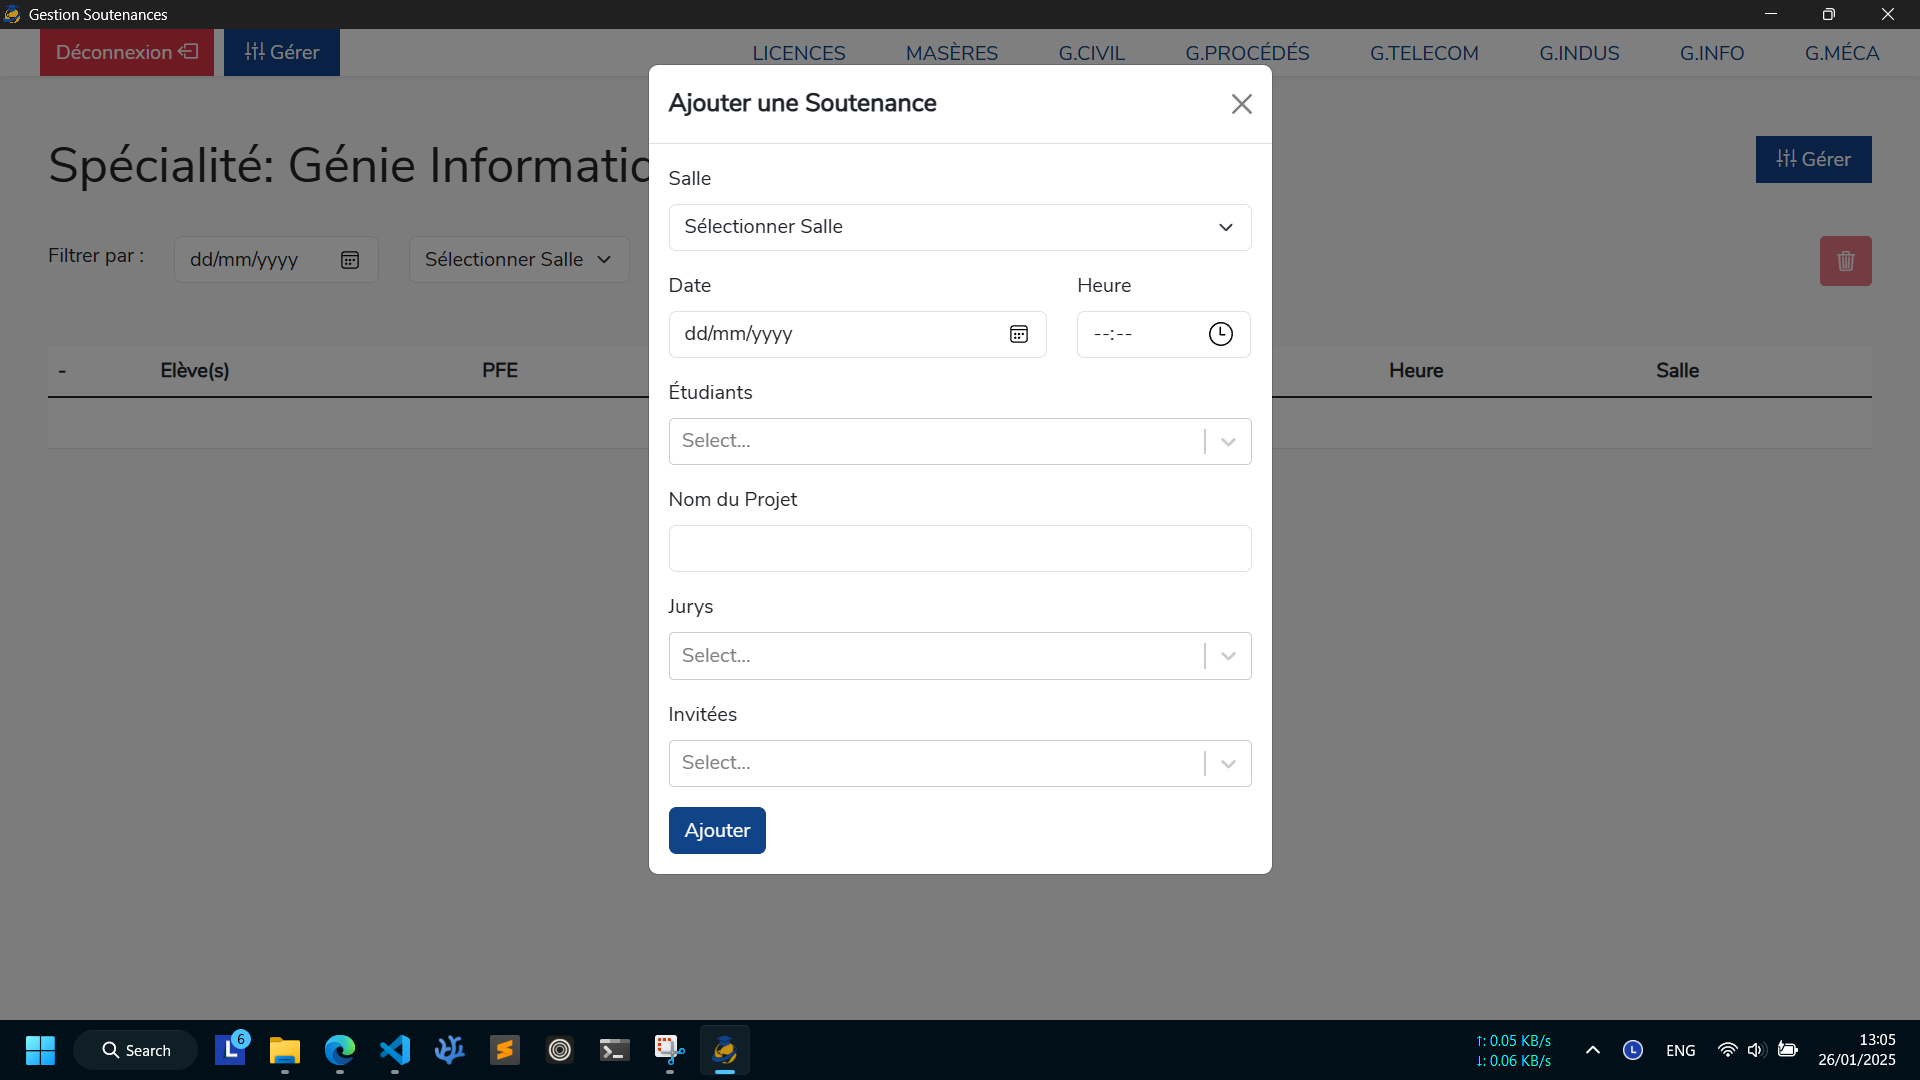 Gestion Soutenances
Déconnexion
Gérer
LICENCES
MASÈRES
G.CIVIL
G.PROCÉDÉS
G.TELECOM
G.INDUS
G.INFO
G.MÉCA
Ajouter une Soutenance
Spécialité: Génie Informatic
Gérer
Salle
Sélectionner Salle
Filtrer par :
dd/mm/yyyy
Sélectionner Salle
Date
Heure
dd/mm/yyyy
--:--
-
Elève(s)
PFE
Heure
Salle
Étudiants
Select...
Nom du Projet
Jurys
Select...
Invitées
Select...
Ajouter
Search
L
6
↑: 0.05 KB/s
↓: 0.06 KB/s
L
ENG
13:05
26/01/2025